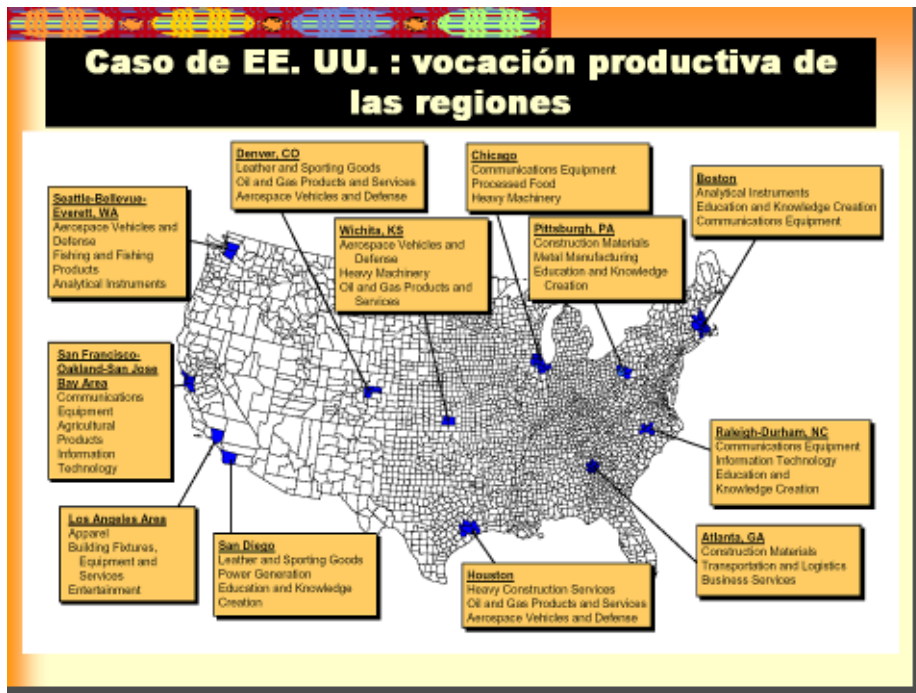 Caso de EE. UU. : vocación productiva de
las regiones
Denver, CO
Leather and Sporting Goods
Oil and Gas Products and Services
Aerospace Vehicles and Defense
Chicago
Communications Equipment
Processed Food
Heavy Machinery
Boston
Analytical Instruments
Education and Knowledge Creation
Communications Equipment
Seattle-Bellevue-
Everett, WA
Aerospace Vehicles and
Defense
Fishing and Fishing
Products
Analytical Instruments
Wichita, KS
Aerospace Vehicles and
Defense
Heavy Machinery
Oil and Gas Products and
Services
Pittsburgh, PA
Construction Materials
Metal Manufacturing
Education and Knowledge
Creation
San Francisco-
Oakland-San Jose
Bay Area
Communications
Equipment
Agricultural
Products
Information
Technology
Raleigh-Durham, NC
Communications Equipment
Information Technology
Education and
Knowledge Creation
Los Angeles Area
Apparel
Building Fixtures,
Equipment and
Services
Entertainment
San Diego
Leather and Sporting Goods
Power Generation
Education and Knowledge
Creation
Houston
Heavy Construction Services
Oil and Gas Products and Services
Aerospace Vehicles and Defense
Atlanta, GA
Construction Materials
Transportation and Logistics
Business Services